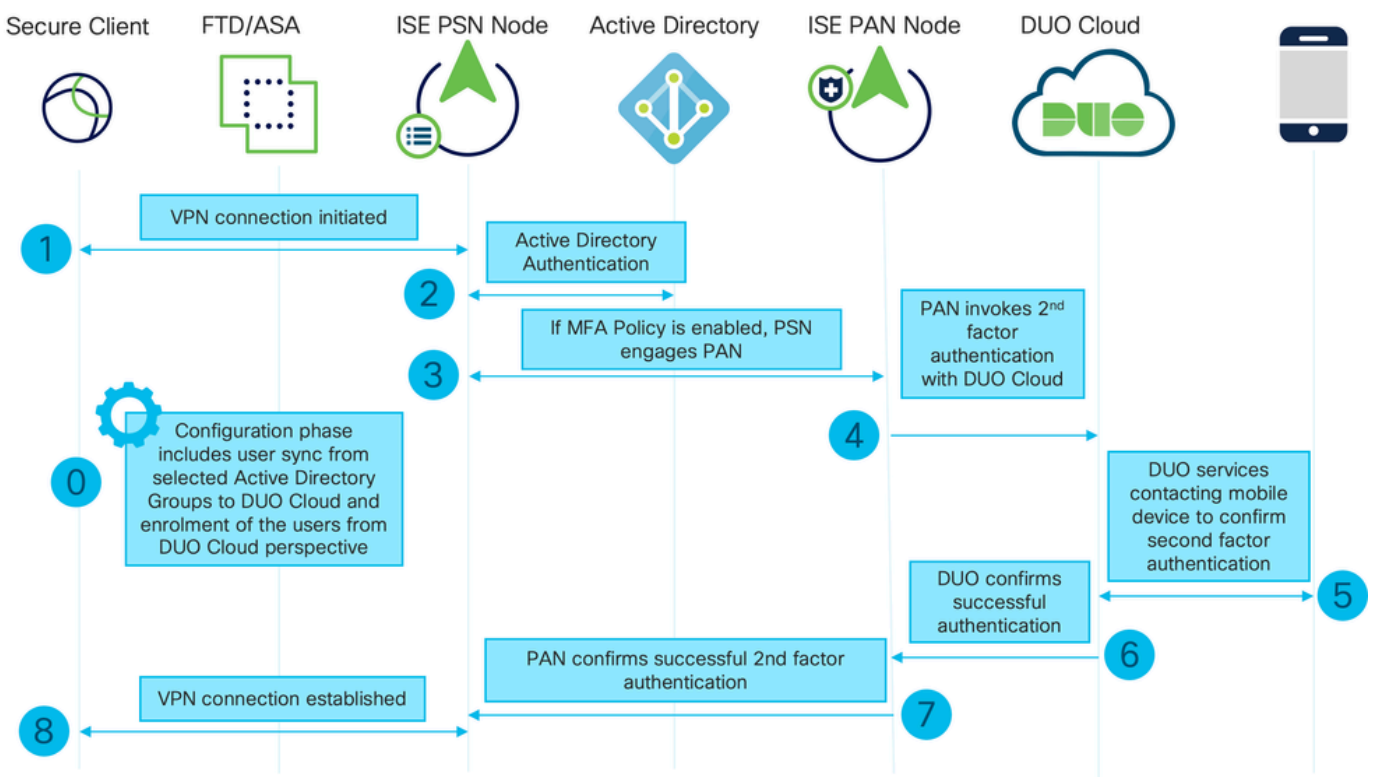 Secure Client
FTD/ASA
ISE PSN Node
Active Directory
ISE PAN Node
DUO Cloud
DUO
1
VPN connection initiated
2
Active Directory
Authentication
3
If MFA Policy is enabled, PSN
engages PAN
PAN invokes 2nd
factor
authentication
with DUO Cloud
4
0
Configuration phase
includes user sync from
selected Active Directory
Groups to DUO Cloud and
enrolment of the users from
DUO Cloud perspective
DUO services
contacting mobile
device to confirm
second factor
authentication
5
DUO confirms
successful
authentication
6
PAN confirms successful 2nd factor
authentication
7
VPN connection established
8